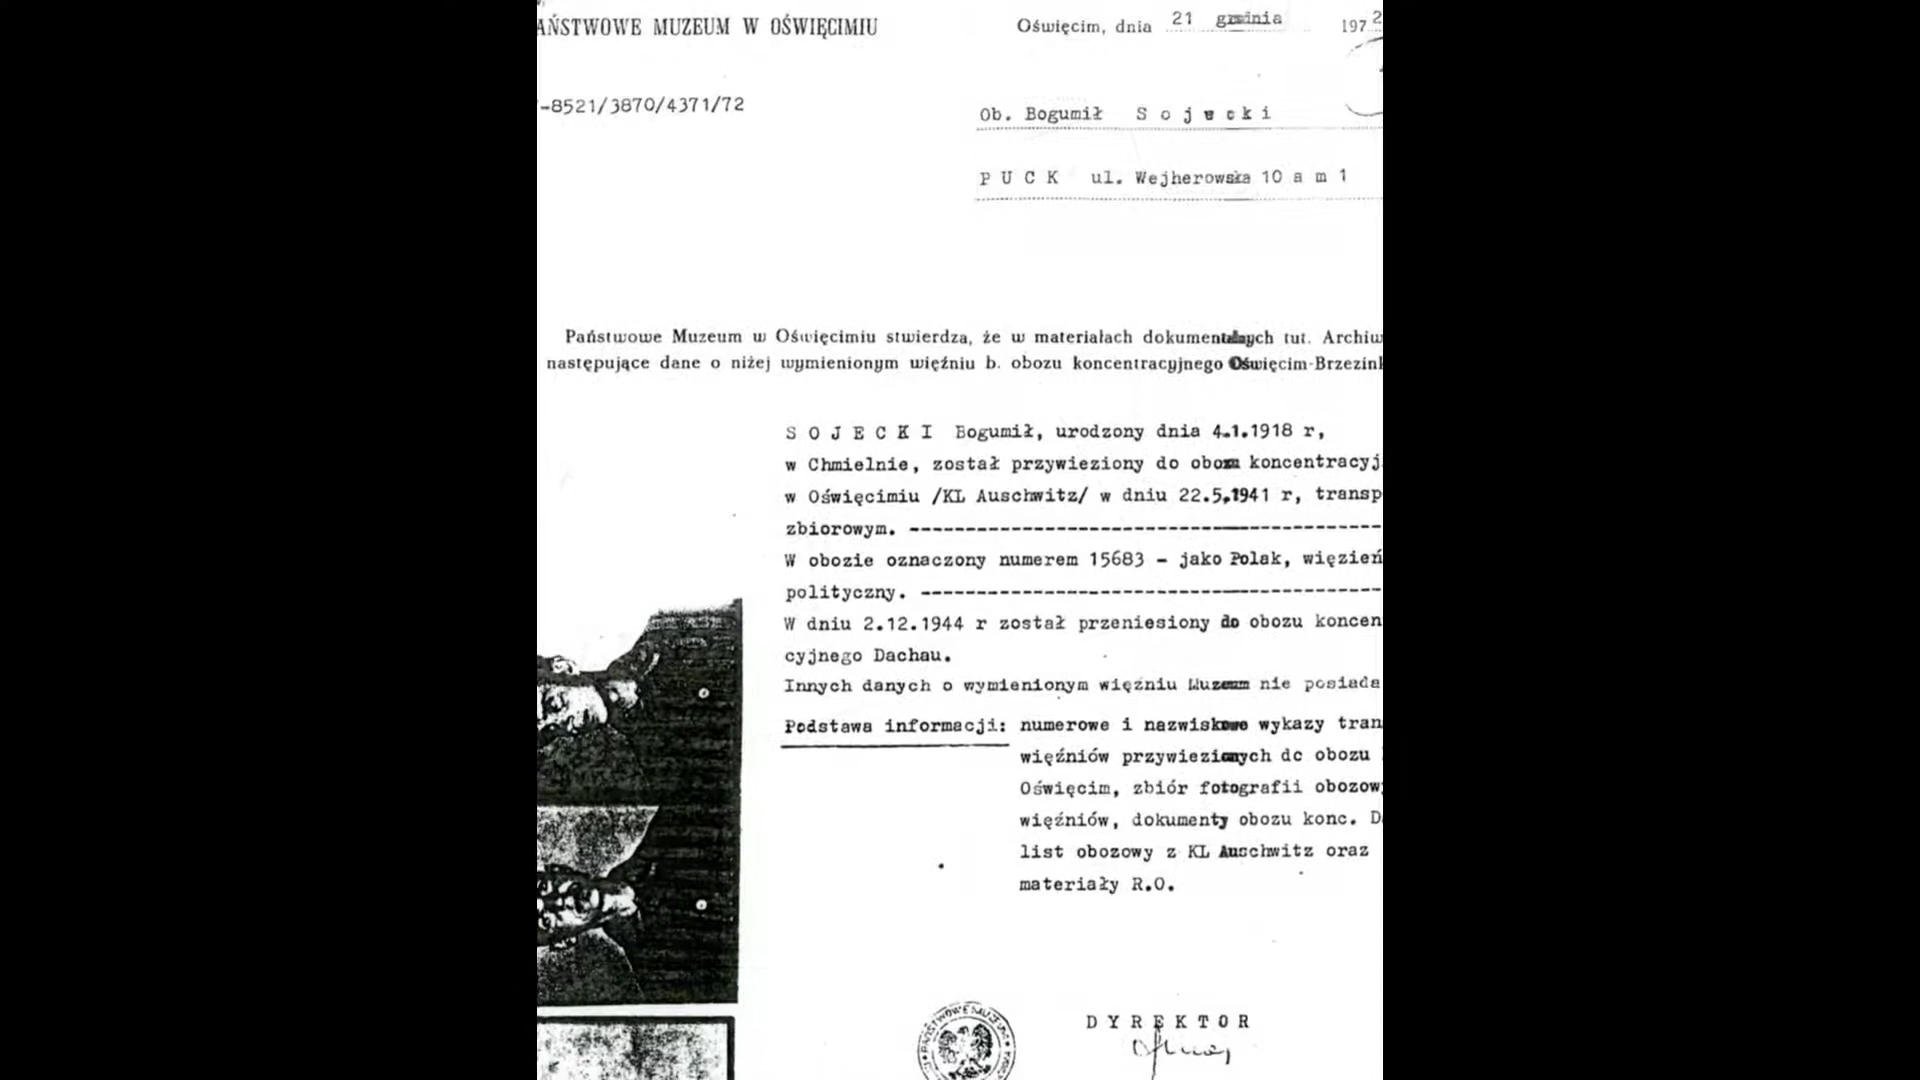 AŃSTWOWE MUZEUM W OŚWIĘCIMIU
Oświęcim, dnia 21 grudnia 1972
-8521/3870/4371/72
Ob. Bogumił S o j e c k i
P U C K ul. Wejherowska 10 a m 1
Państwowe Muzeum w Oświęcimiu stwierdza, że w materiałach dokumentalnych tut. Archiw
następujące dane o niżej wymienionym więźniu b. obozu koncentracyjnego Oświęcim-Brzezink
S O J E C K I Bogumił, urodzony dnia 4.1.1918 r,
w Chmielnie, został przywieziony do obozu koncentracyj
w Oświęcimiu /KL Auschwitz/ w dniu 22.5.1941 r, transp
zbiorowym. ----------------------------------------
W obozie oznaczony numerem 15683 - jako Polak, więzień
polityczny. ---------------------------------------
W dniu 2.12.1944 r został przeniesiony do obozu koncen
cyjnego Dachau.
Innych danych o wymienionym więźniu Muzeum nie posiada
Podstawa informacji: numerowe i nazwiskowe wykazy tran
więźniów przywiezionych do obozu
Oświęcim, zbiór fotografii obozow
więźniów, dokumenty obozu konc. D
list obozowy z KL Auschwitz oraz
materiały R.O.
PAŃSTWOWE MUZEUM
D Y R E K T O R